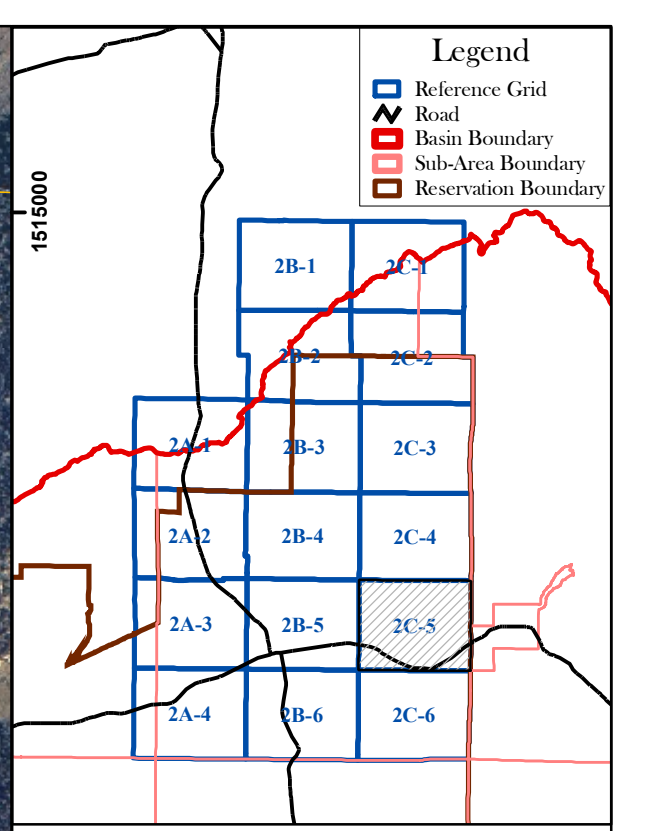 Legend
Reference Grid
Road
Basin Boundary
Sub-Area Boundary
Reservation Boundary
1515000
2B-1
2C-1
2B-2
2C-2
2A-1
2B-3
2C-3
2A-2
2B-4
2C-4
2A-3
2B-5
2C-5
2A-4
2B-6
2C-6